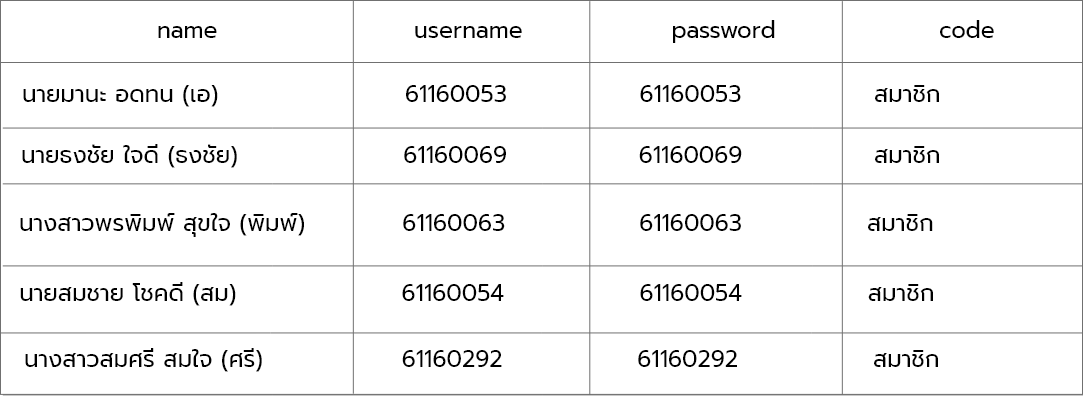 name username password code
นายมานะ อดทน (เอ) 61160053 61160053 สมาชิก
นายธงชัย ใจดี (ธงชัย) 61160069 61160069 สมาชิก
นางสาวพรพิมพ์ สุขใจ (พิมพ์) 61160063 61160063 สมาชิก
นายสมชาย โชคดี (สม) 61160054 61160054 สมาชิก
นางสาวสมศรี สมใจ (ศรี) 61160292 61160292 สมาชิก